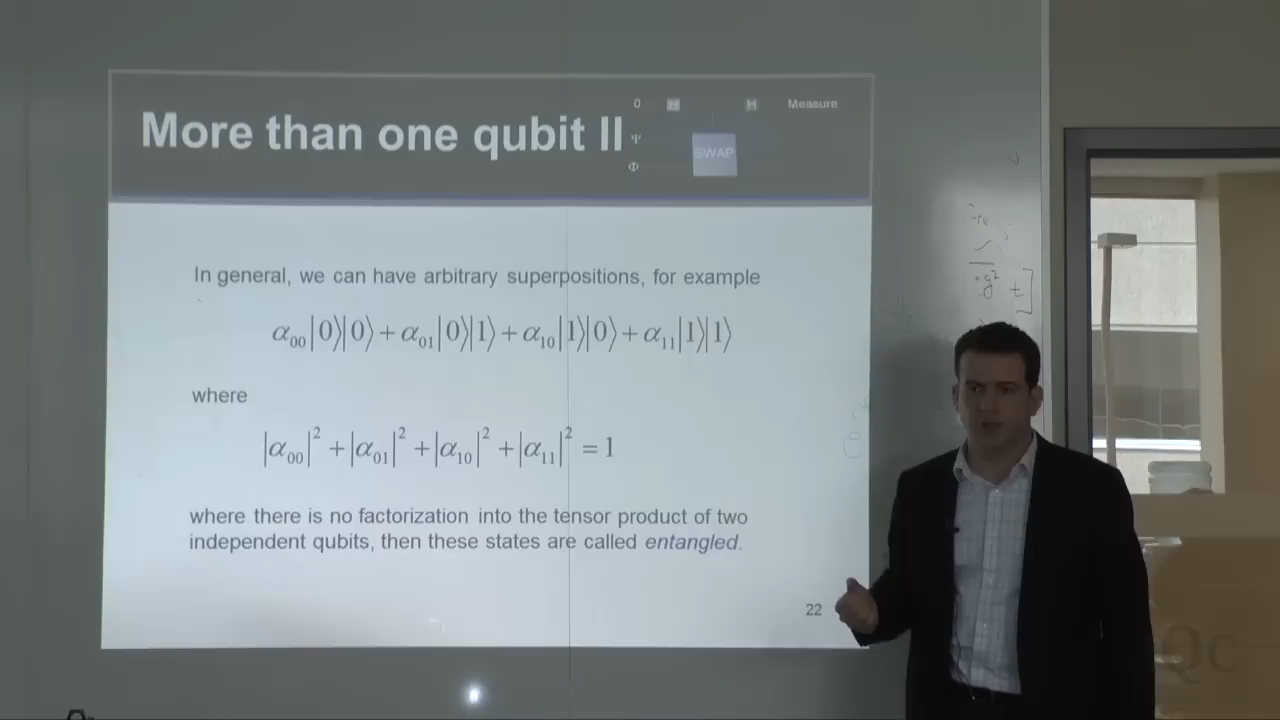 More than one qubit II
0 H H Measure
Ψ
SWAP
Φ
In general, we can have arbitrary superpositions, for example
α₀₀|0⟩|0⟩ + α₀₁|0⟩|1⟩ + α₁₀|1⟩|0⟩ + α₁₁|1⟩|1⟩
where
|α₀₀|² + |α₀₁|² + |α₁₀|² + |α₁₁|² = 1
where there is no factorization into the tensor product of two
independent qubits, then these states are called entangled.
22
QC